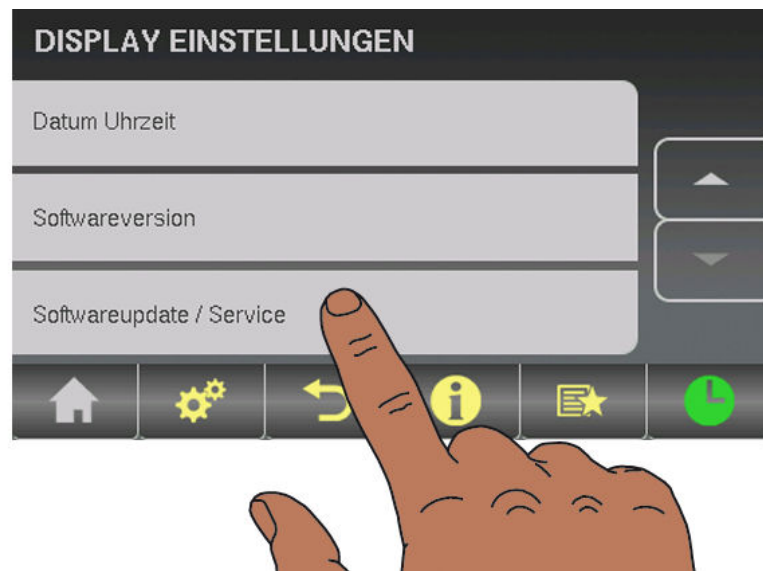 DISPLAY EINSTELLUNGEN
Datum Uhrzeit
Softwareversion
Softwareupdate / Service